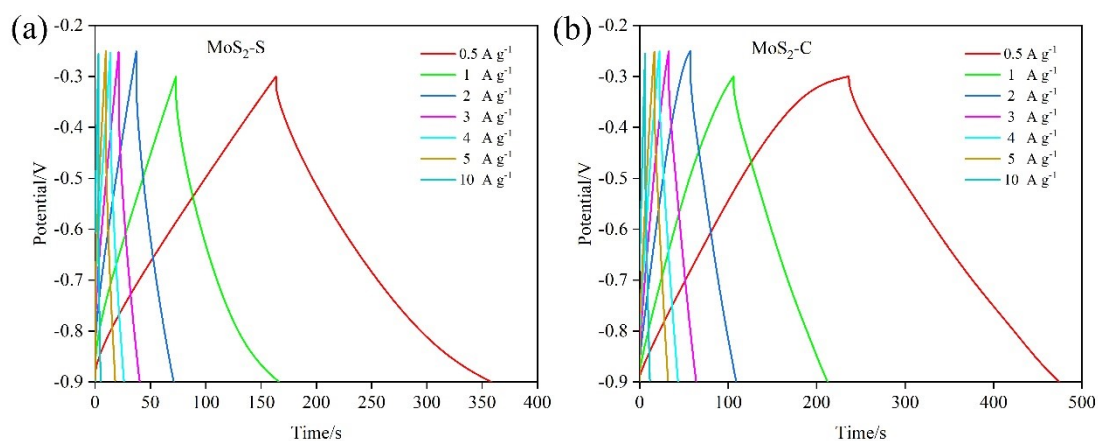 (a)
MoS₂-S
0.5 A g⁻¹
1 A g⁻¹
2 A g⁻¹
3 A g⁻¹
4 A g⁻¹
5 A g⁻¹
10 A g⁻¹
Potential/V
-0.2
-0.3
-0.4
-0.5
-0.6
-0.7
-0.8
-0.9
0 50 100 150 200 250 300 350 400
Time/s
(b)
MoS₂-C
0.5 A g⁻¹
1 A g⁻¹
2 A g⁻¹
3 A g⁻¹
4 A g⁻¹
5 A g⁻¹
10 A g⁻¹
Potential/V
-0.2
-0.3
-0.4
-0.5
-0.6
-0.7
-0.8
-0.9
0 100 200 300 400 500
Time/s